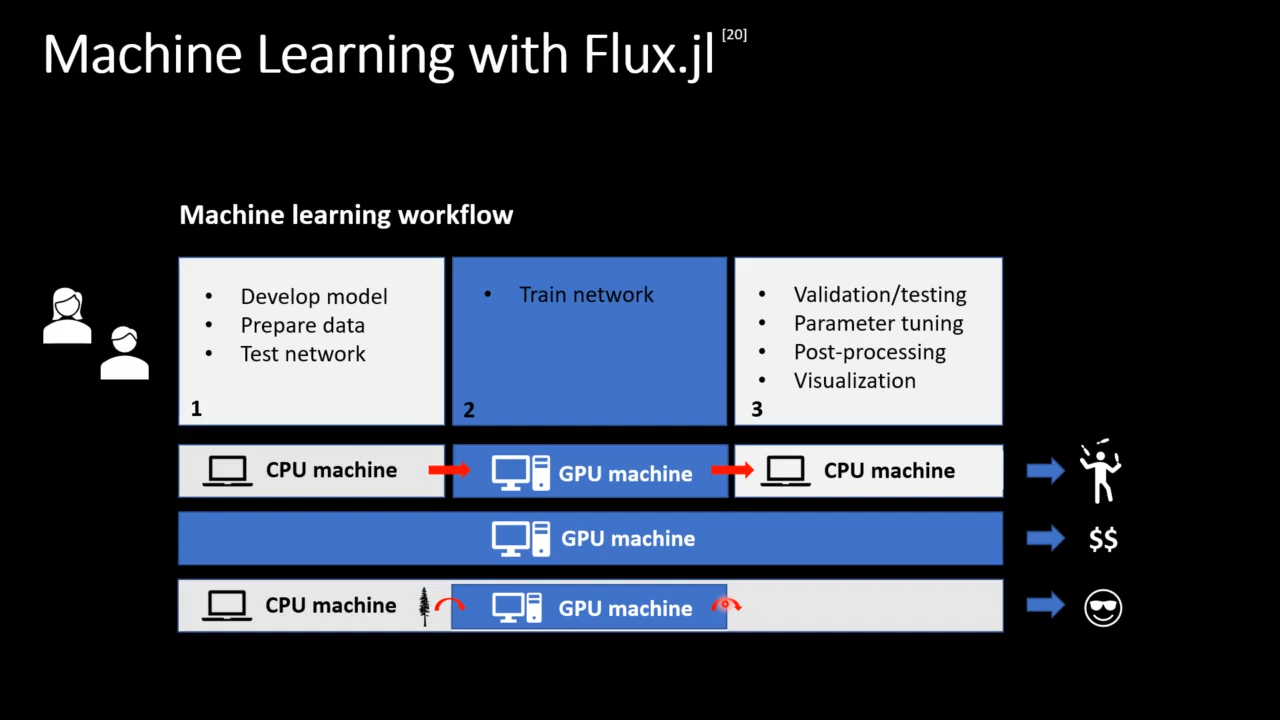 Machine Learning with Flux.jl [20]
Machine learning workflow
• Develop model
• Prepare data
• Test network
1
• Train network
2
• Validation/testing
• Parameter tuning
• Post-processing
• Visualization
3
CPU machine
GPU machine
CPU machine
GPU machine
$$
CPU machine
GPU machine